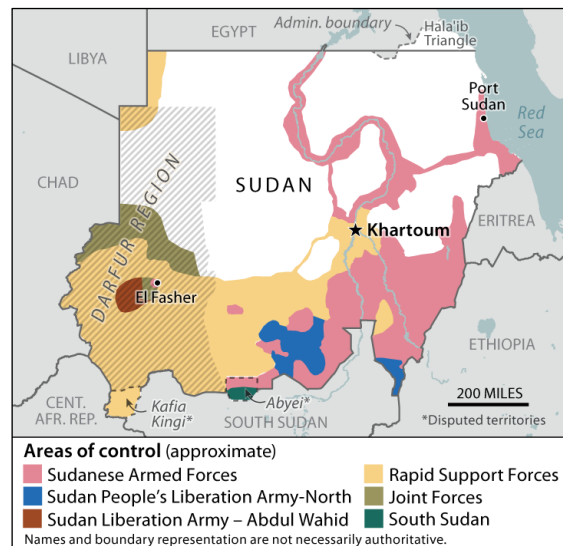 EGYPT
Admin. boundary
Hala'ib
Triangle
LIBYA
Port
Sudan
Red
Sea
CHAD
SUDAN
DARFUR REGION
Khartoum
ERITREA
El Fasher
ETHIOPIA
CENT.
AFR. REP.
Kafia
Kingi*
Abyei*
SOUTH SUDAN
200 MILES
*Disputed territories
Areas of control (approximate)
Sudanese Armed Forces
Rapid Support Forces
Sudan People's Liberation Army-North
Joint Forces
Sudan Liberation Army – Abdul Wahid
South Sudan
Names and boundary representation are not necessarily authoritative.